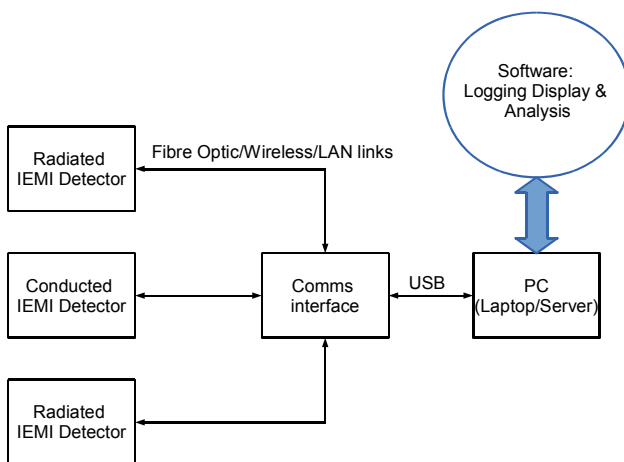 Software:
Logging Display &
Analysis
Fibre Optic/Wireless/LAN links
Radiated
IEMI Detector
Conducted
IEMI Detector
Comms
interface
USB
PC
(Laptop/Server)
Radiated
IEMI Detector